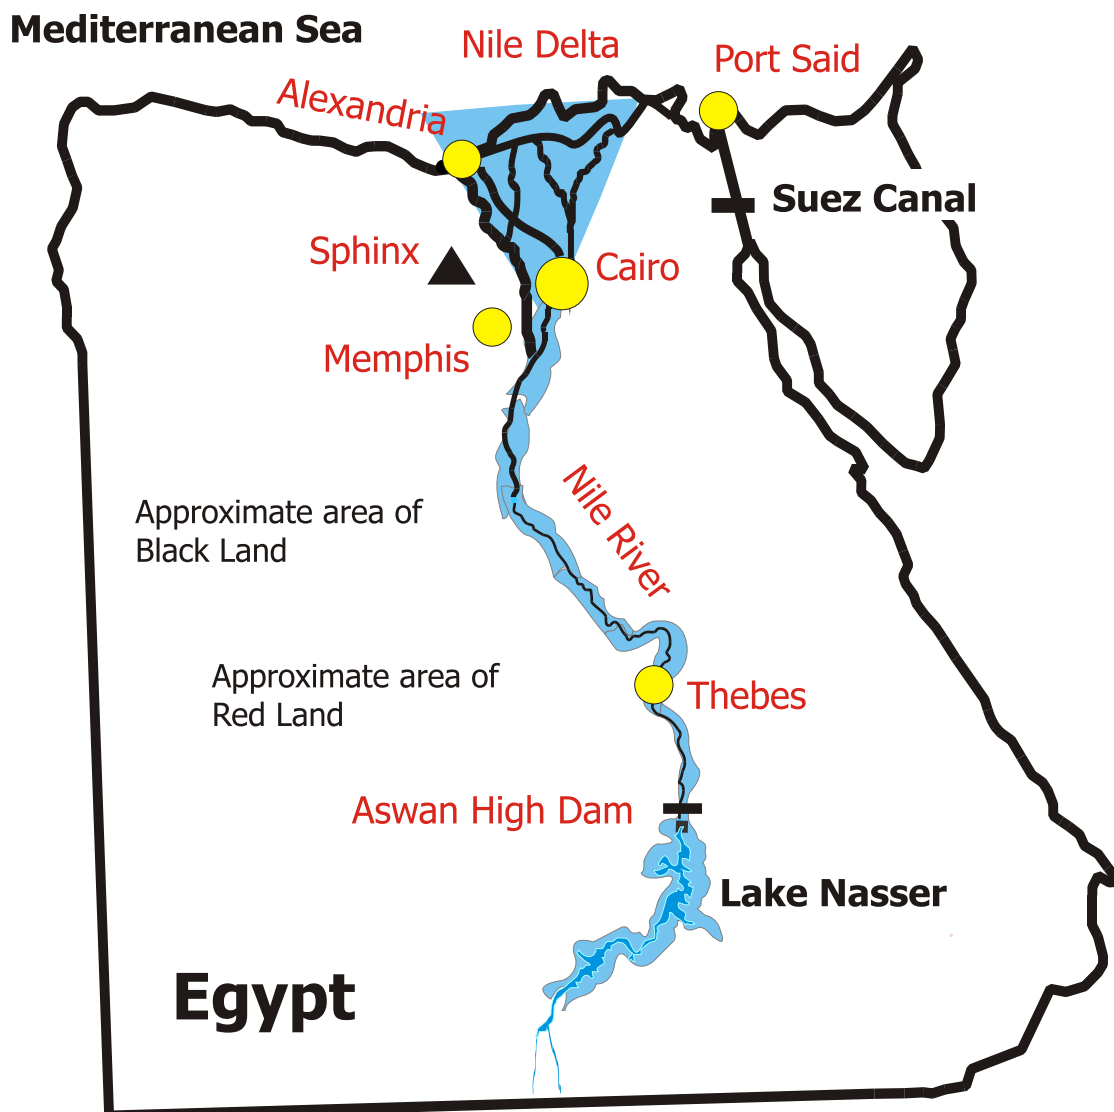 Mediterranean Sea
Nile Delta
Port Said
Alexandria
Suez Canal
Sphinx
Cairo
Memphis
Approximate area of
Black Land
Nile River
Approximate area of
Red Land
Thebes
Aswan High Dam
Lake Nasser
Egypt